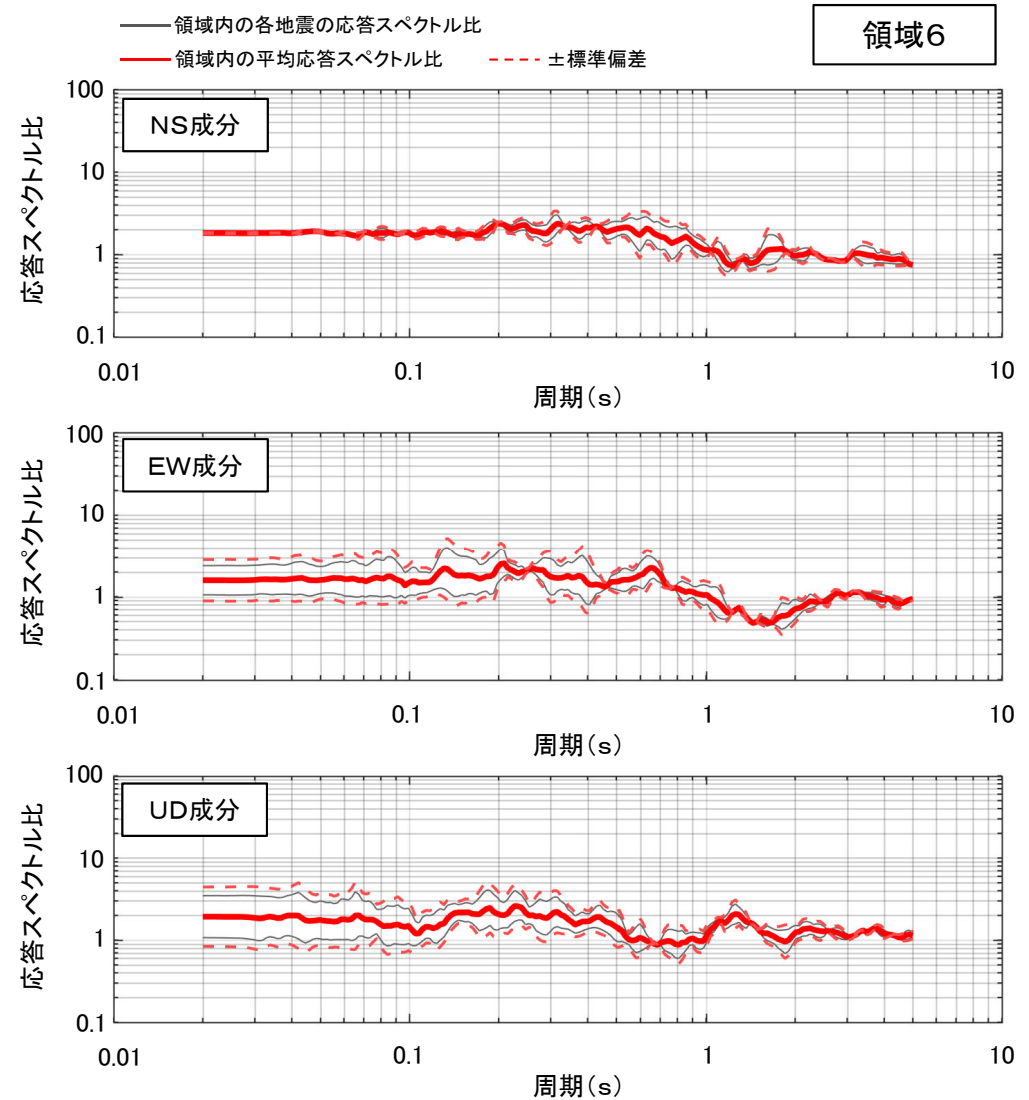 領域内の各地震の応答スペクトル比
領域6
領域内の平均応答スペクトル比 ±標準偏差
NS成分
応答スペクトル比
100
10
1
0.1
0.01 0.1 1 10
周期(s)
EW成分
応答スペクトル比
100
10
1
0.1
0.01 0.1 1 10
周期(s)
UD成分
応答スペクトル比
100
10
1
0.1
0.01 0.1 1 10
周期(s)